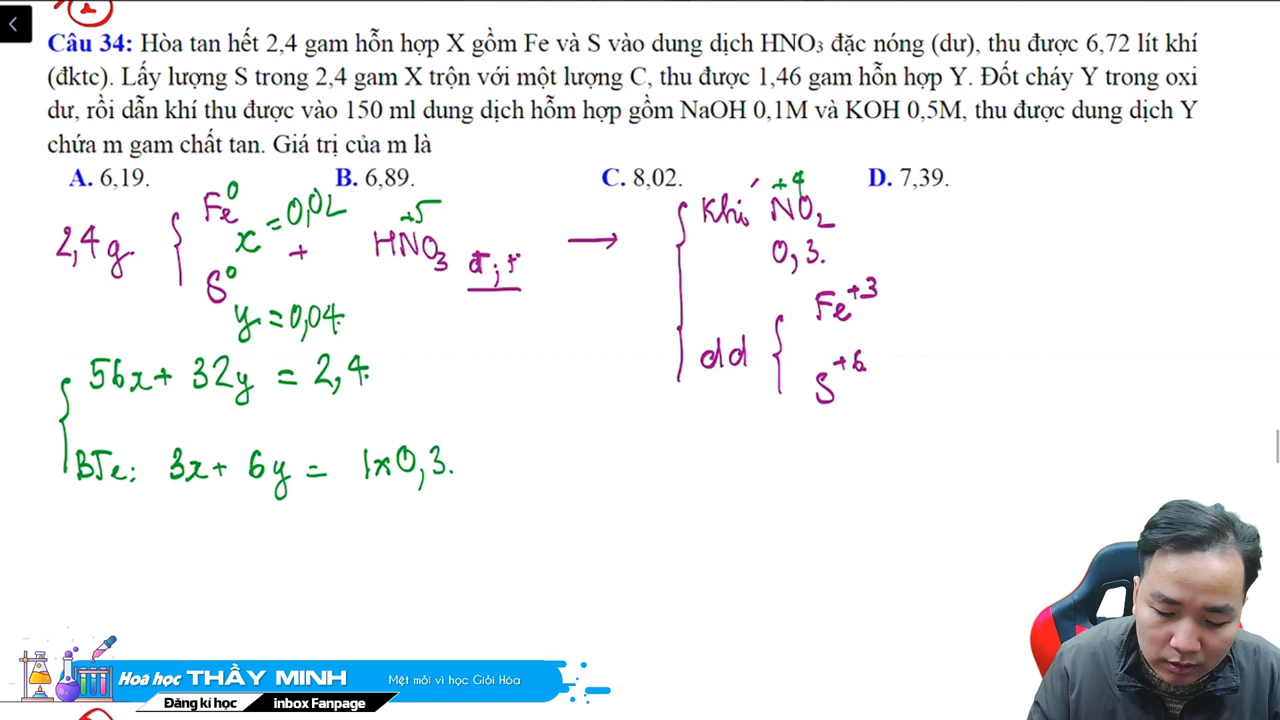 Câu 34: Hòa tan hết 2,4 gam hỗn hợp X gồm Fe và S vào dung dịch HNO₃ đặc nóng (dư), thu được 6,72 lít khí
(đktc). Lấy lượng S trong 2,4 gam X trộn với một lượng C, thu được 1,46 gam hỗn hợp Y. Đốt cháy Y trong oxi
dư, rồi dẫn khí thu được vào 150 ml dung dịch hỗm hợp gồm NaOH 0,1M và KOH 0,5M, thu được dung dịch Y
chứa m gam chất tan. Giá trị của m là
A. 6,19. B. 6,89. C. 8,02. D. 7,39.
2,4g { Fe⁰ x = 0,02 + HNO₃ đ, r → { Khí NO₂ +4
+5
0,3.
S⁰
y = 0,04.
dd { Fe⁺³
S⁺⁶
56x + 32y = 2,4.
BTe: 3x + 6y = 1x0,3.
Hoá học THẦY MINH
Mệt mỏi vì học Giỏi Hóa
Đăng kí học inbox Fanpage